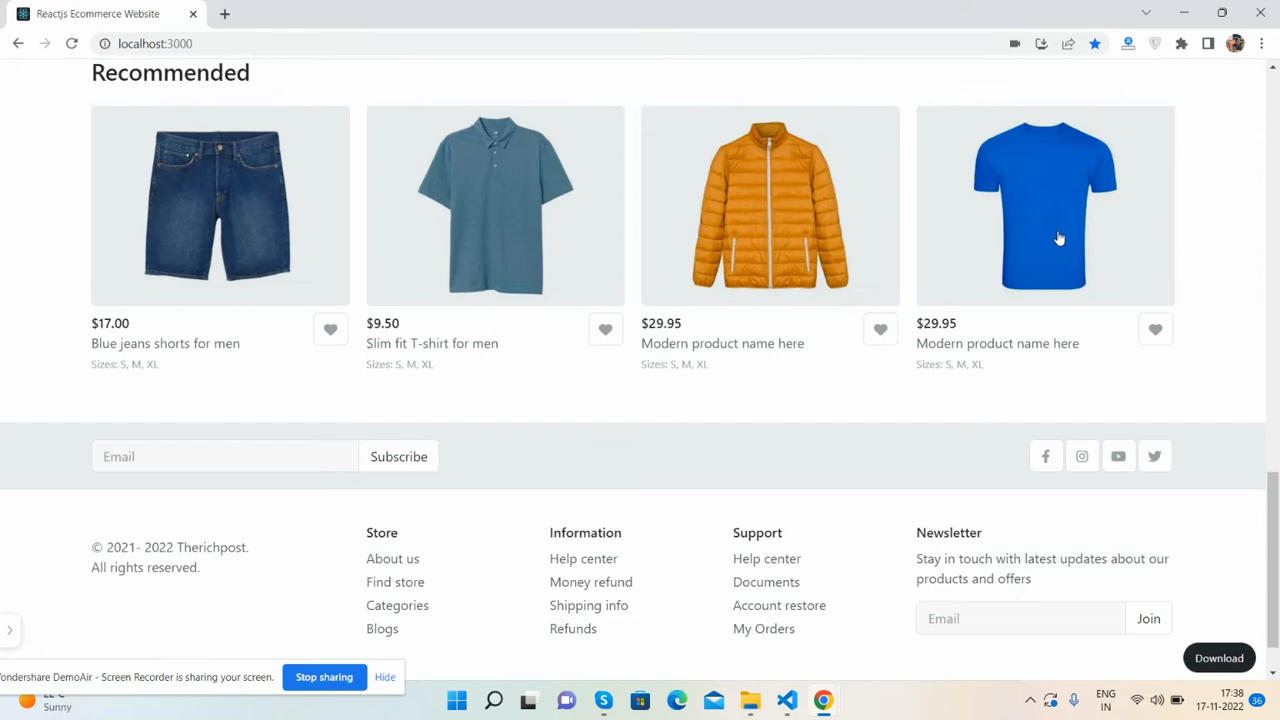 Reactjs Ecommerce Website
localhost:3000
Recommended
$17.00
Blue jeans shorts for men
Sizes: S, M, XL
$9.50
Slim fit T-shirt for men
Sizes: S, M, XL
$29.95
Modern product name here
Sizes: S, M, XL
$29.95
Modern product name here
Sizes: S, M, XL
Email
Subscribe
© 2021- 2022 Therichpost.
All rights reserved.
Store
About us
Find store
Categories
Blogs
Information
Help center
Money refund
Shipping info
Refunds
Support
Help center
Documents
Account restore
My Orders
Newsletter
Stay in touch with latest updates about our
products and offers
Email
Join
Download
DemoAir - Screen Recorder is sharing your screen.
Stop sharing
Hide
Sunny
ENG
IN
17:38
17-11-2022
36